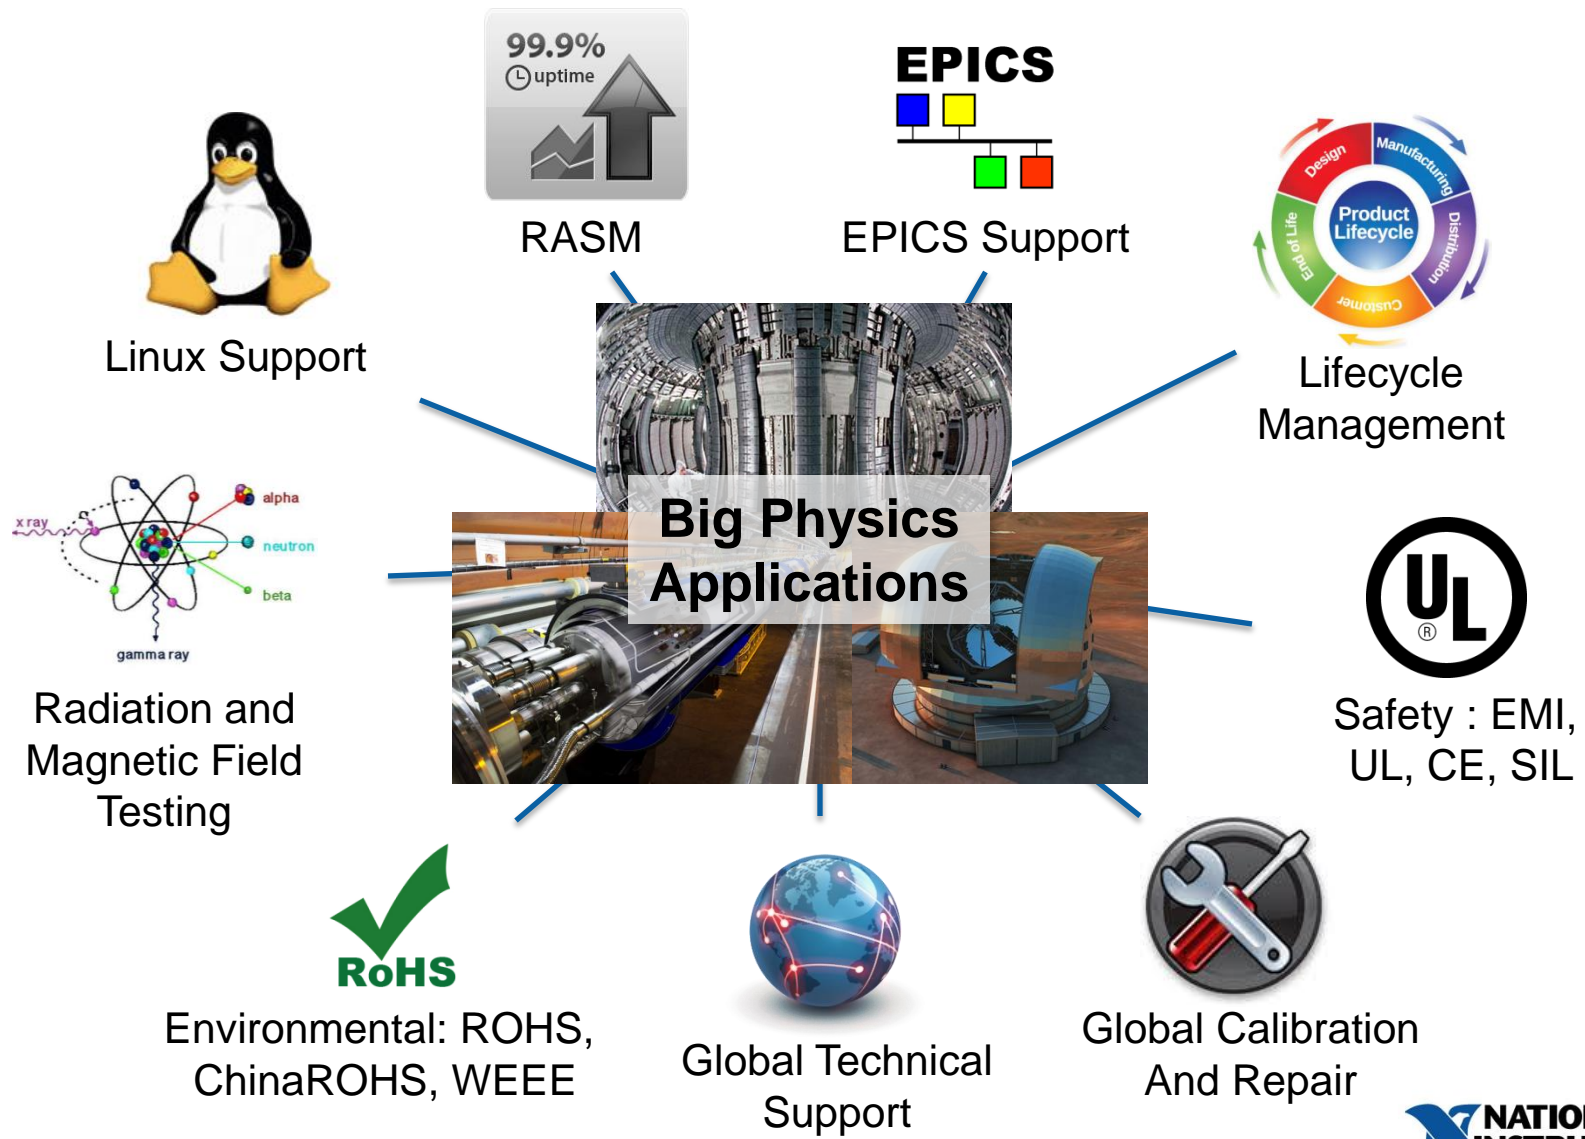 99.9%
uptime
RASM
EPICS
EPICS Support
Linux Support
Design
Manufacturing
Distribution
Customer
End of Life
Product
Lifecycle
Lifecycle
Management
x ray
alpha
neutron
beta
gamma ray
Radiation and
Magnetic Field
Testing
Big Physics
Applications
UL
®
Safety : EMI,
UL, CE, SIL
RoHS
Environmental: ROHS,
ChinaROHS, WEEE
Global Technical
Support
Global Calibration
And Repair